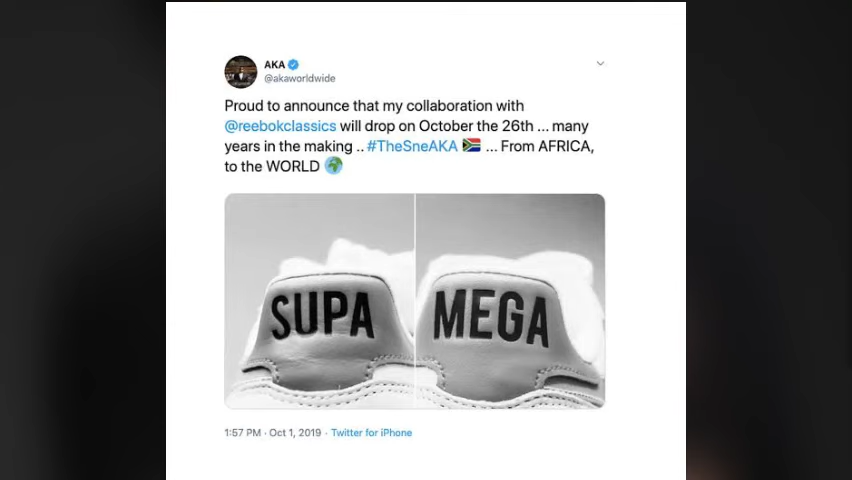 AKA
@akaworldwide
Proud to announce that my collaboration with
@reebokclassics will drop on October the 26th ... many
years in the making .. #TheSneAKA 🇿🇦 ... From AFRICA,
to the WORLD 🌍
SUPA MEGA
1:57 PM · Oct 1, 2019 · Twitter for iPhone